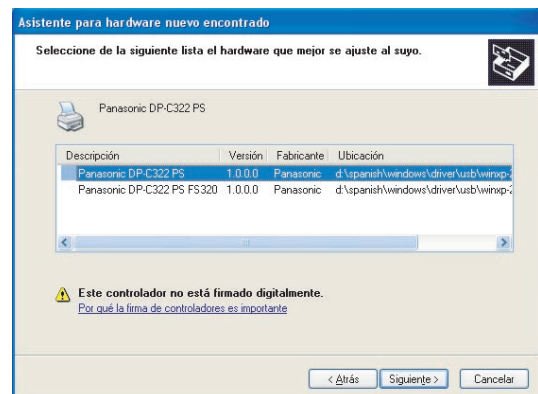 Asistente para hardware nuevo encontrado
Seleccione de la siguiente lista el hardware que mejor se ajuste al suyo.
Panasonic DP-C322 PS
Descripción Versión Fabricante Ubicación
Panasonic DP-C322 PS 1.0.0.0 Panasonic d:\spanish\windows\driver\usb\winxp-2
Panasonic DP-C322 PS FS320 1.0.0.0 Panasonic d:\spanish\windows\driver\usb\winxp-2
Este controlador no está firmado digitalmente.
Por qué la firma de controladores es importante
< Atrás Siguiente > Cancelar